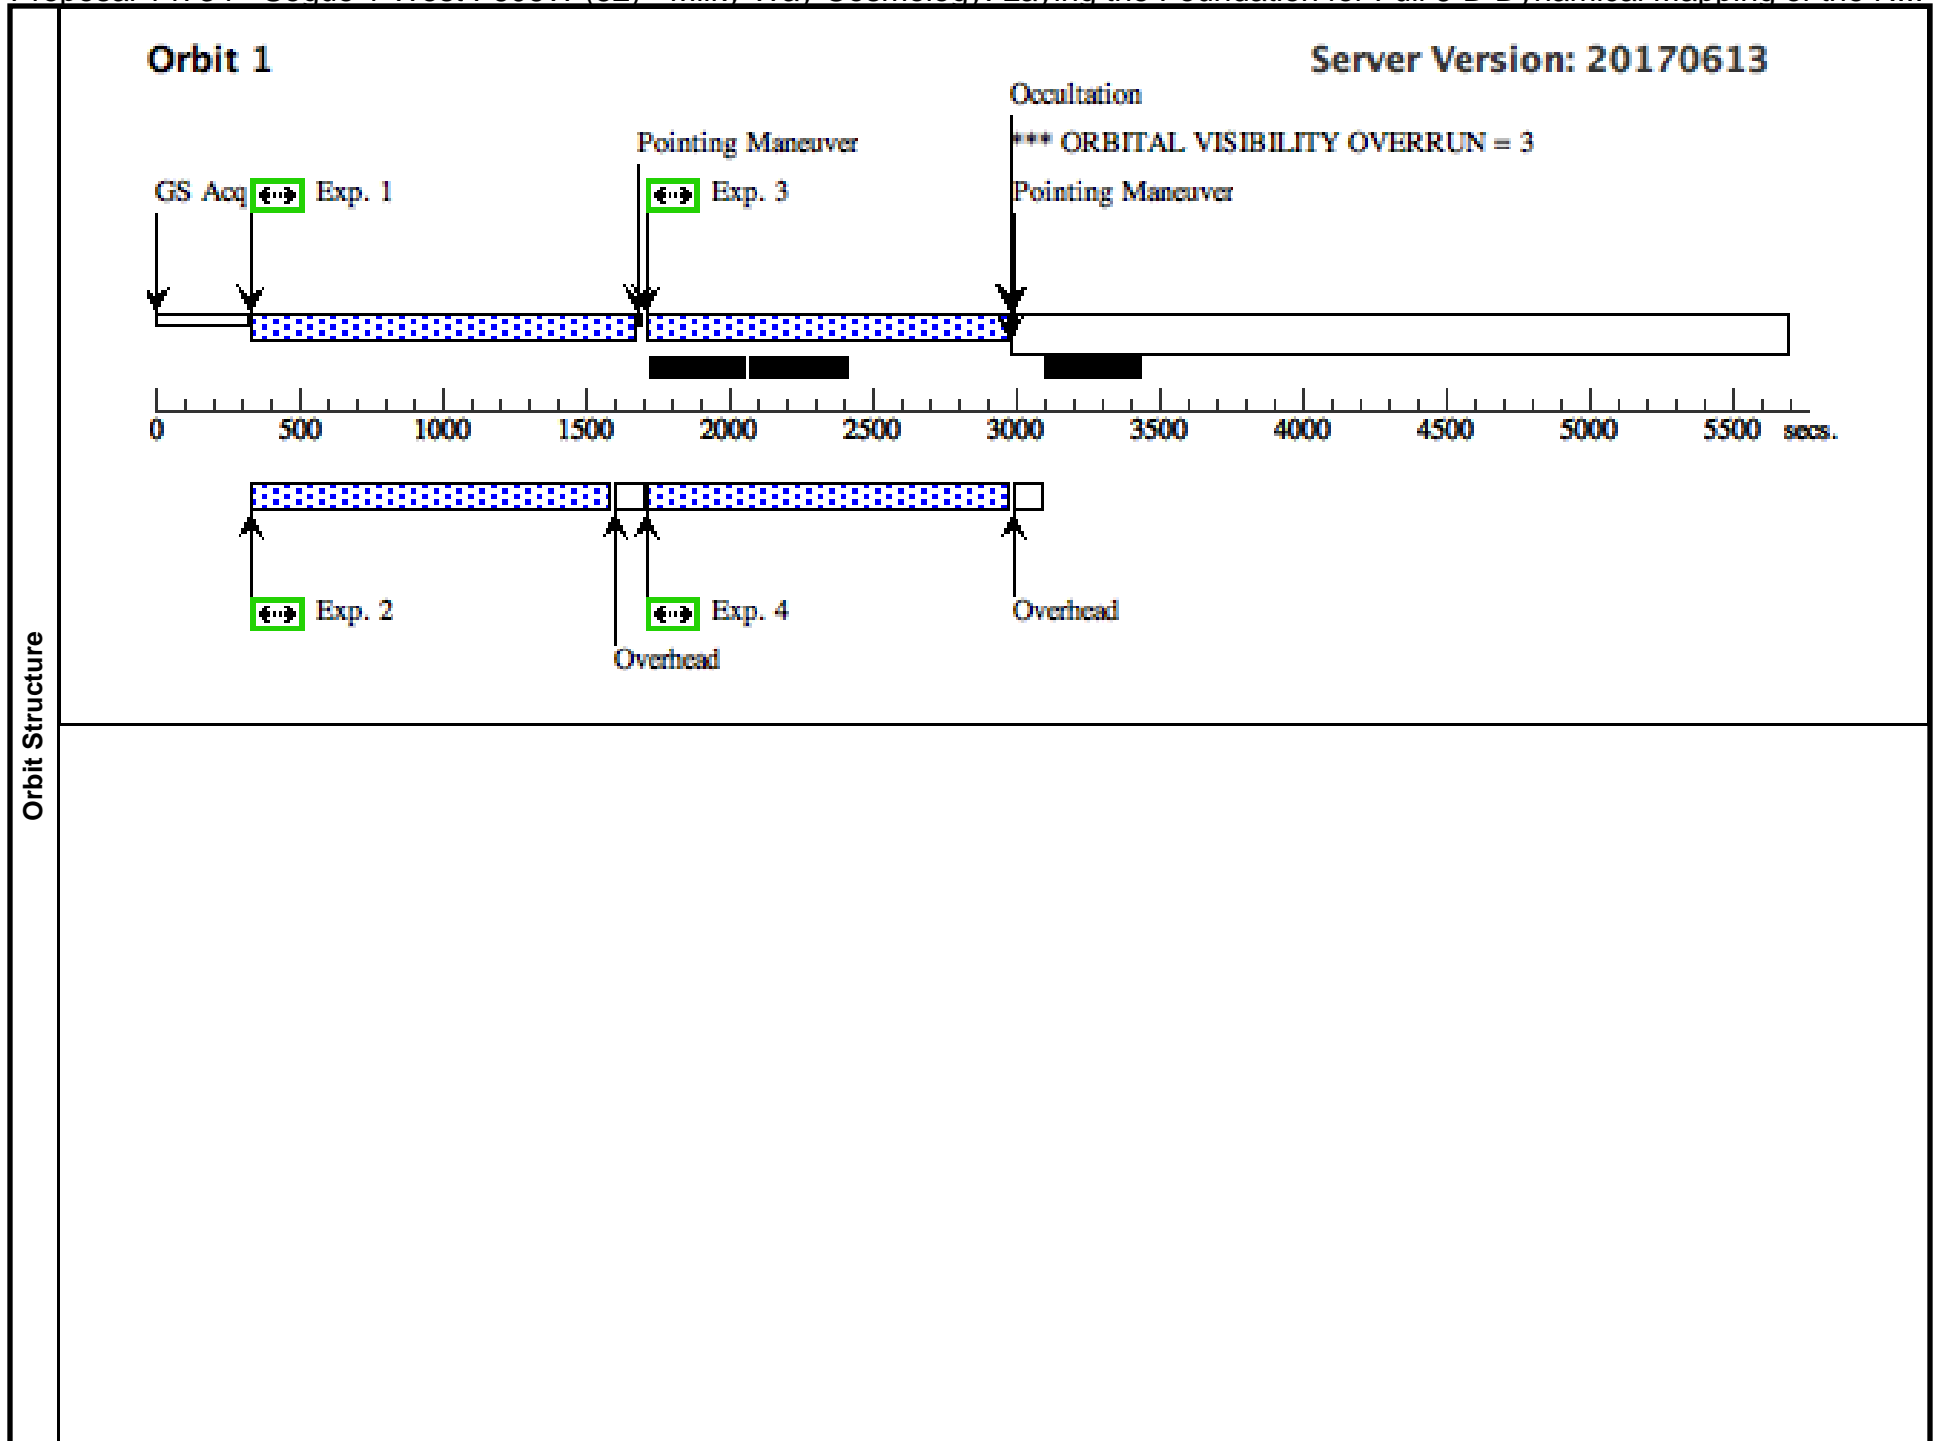 Orbit 1
Server Version: 20170613
Occultation
Pointing Maneuver
*** ORBITAL VISIBILITY OVERRUN = 3
GS Acq
Exp. 1
Exp. 3
Pointing Maneuver
0 500 1000 1500 2000 2500 3000 3500 4000 4500 5000 5500 secs.
Exp. 2
Exp. 4
Overhead
Overhead
Orbit Structure